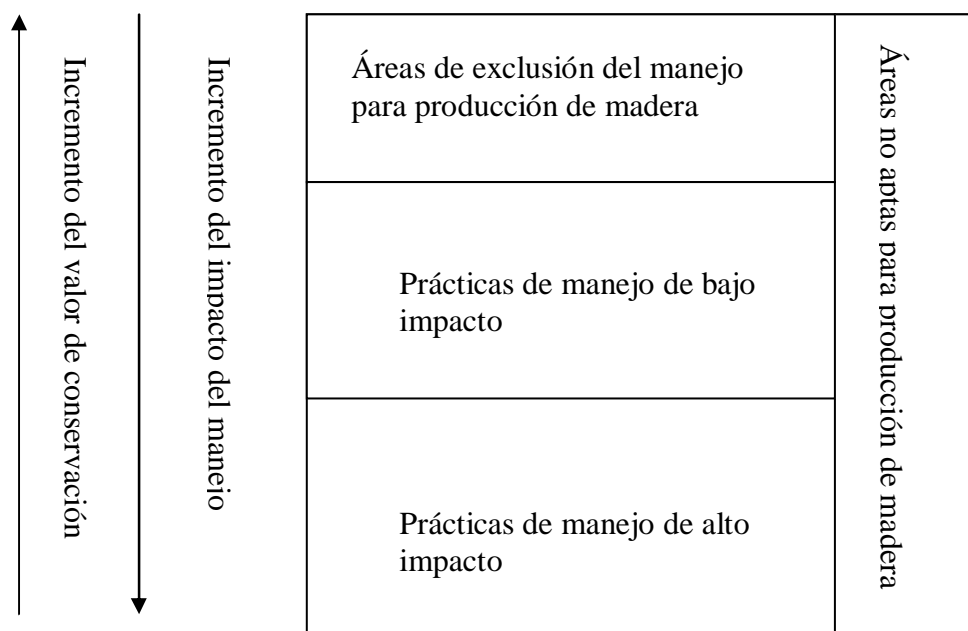 Incremento del valor de conservación
Incremento del impacto del manejo
Áreas de exclusión del manejo
para producción de madera
Prácticas de manejo de bajo
impacto
Prácticas de manejo de alto
impacto
Áreas no aptas para producción de madera